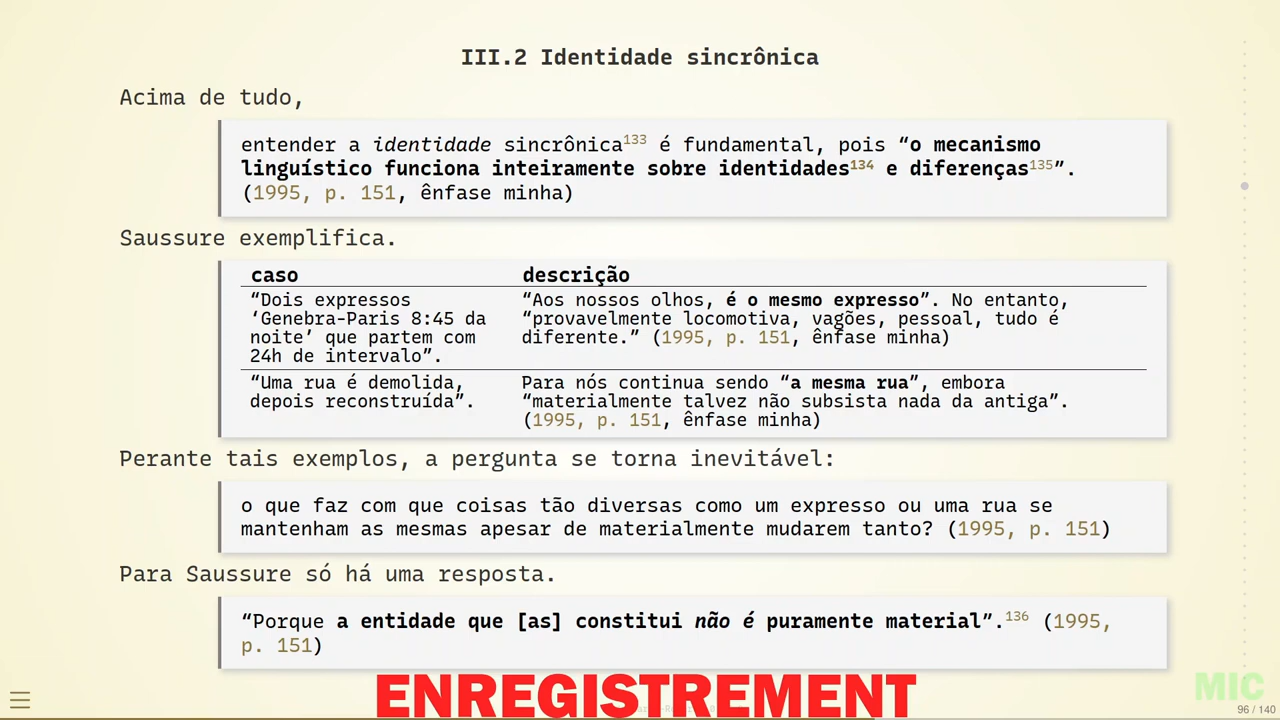 III.2 Identidade sincrônica
Acima de tudo,
entender a identidade sincrônica133 é fundamental, pois “o mecanismo
linguístico funciona inteiramente sobre identidades134 e diferenças135”.
(1995, p. 151, ênfase minha)
Saussure exemplifica.
caso descrição
“Dois expressos
‘Genebra-Paris 8:45 da
noite’ que partem com
24h de intervalo”.
“Aos nossos olhos, é o mesmo expresso”. No entanto,
“provavelmente locomotiva, vagões, pessoal, tudo é
diferente.” (1995, p. 151, ênfase minha)
“Uma rua é demolida,
depois reconstruída”.
Para nós continua sendo “a mesma rua”, embora
“materialmente talvez não subsista nada da antiga”.
(1995, p. 151, ênfase minha)
Perante tais exemplos, a pergunta se torna inevitável:
o que faz com que coisas tão diversas como um expresso ou uma rua se
mantenham as mesmas apesar de materialmente mudarem tanto? (1995, p. 151)
Para Saussure só há uma resposta.
“Porque a entidade que [as] constitui não é puramente material”.136 (1995,
p. 151)
ENREGISTREMENT
MIC
96 / 140